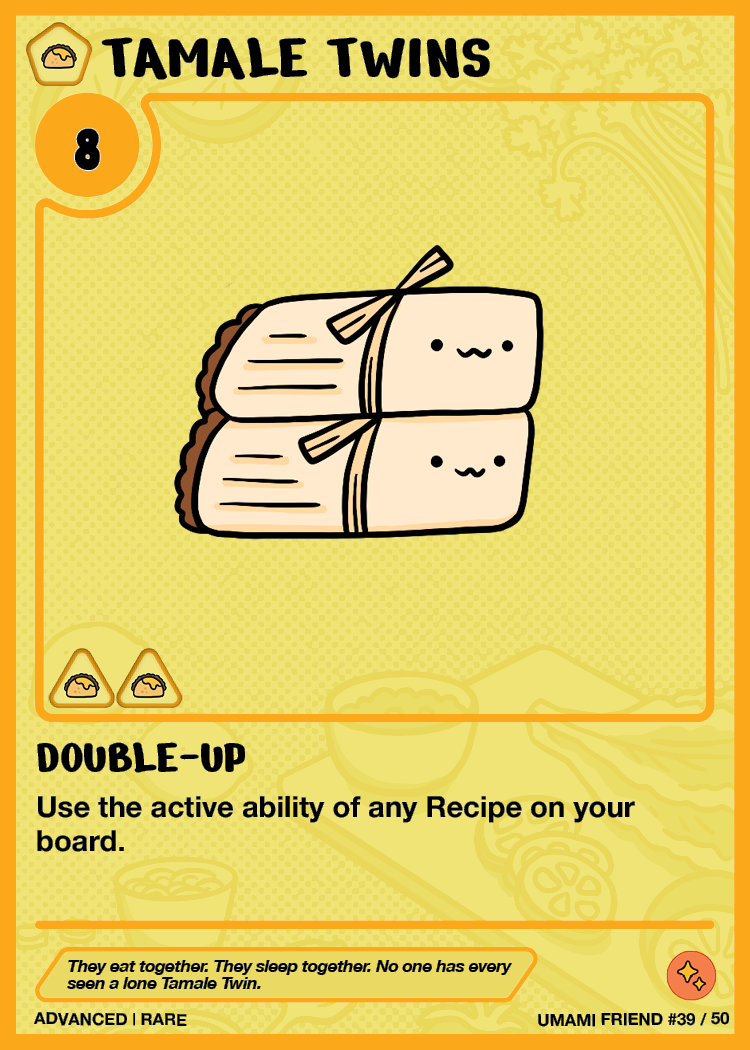 TAMALE TWINS
8
DOUBLE-UP
Use the active ability of any Recipe on your
board.
They eat together. They sleep together. No one has every
seen a lone Tamale Twin.
ADVANCED | RARE
UMAMI FRIEND #39 / 50